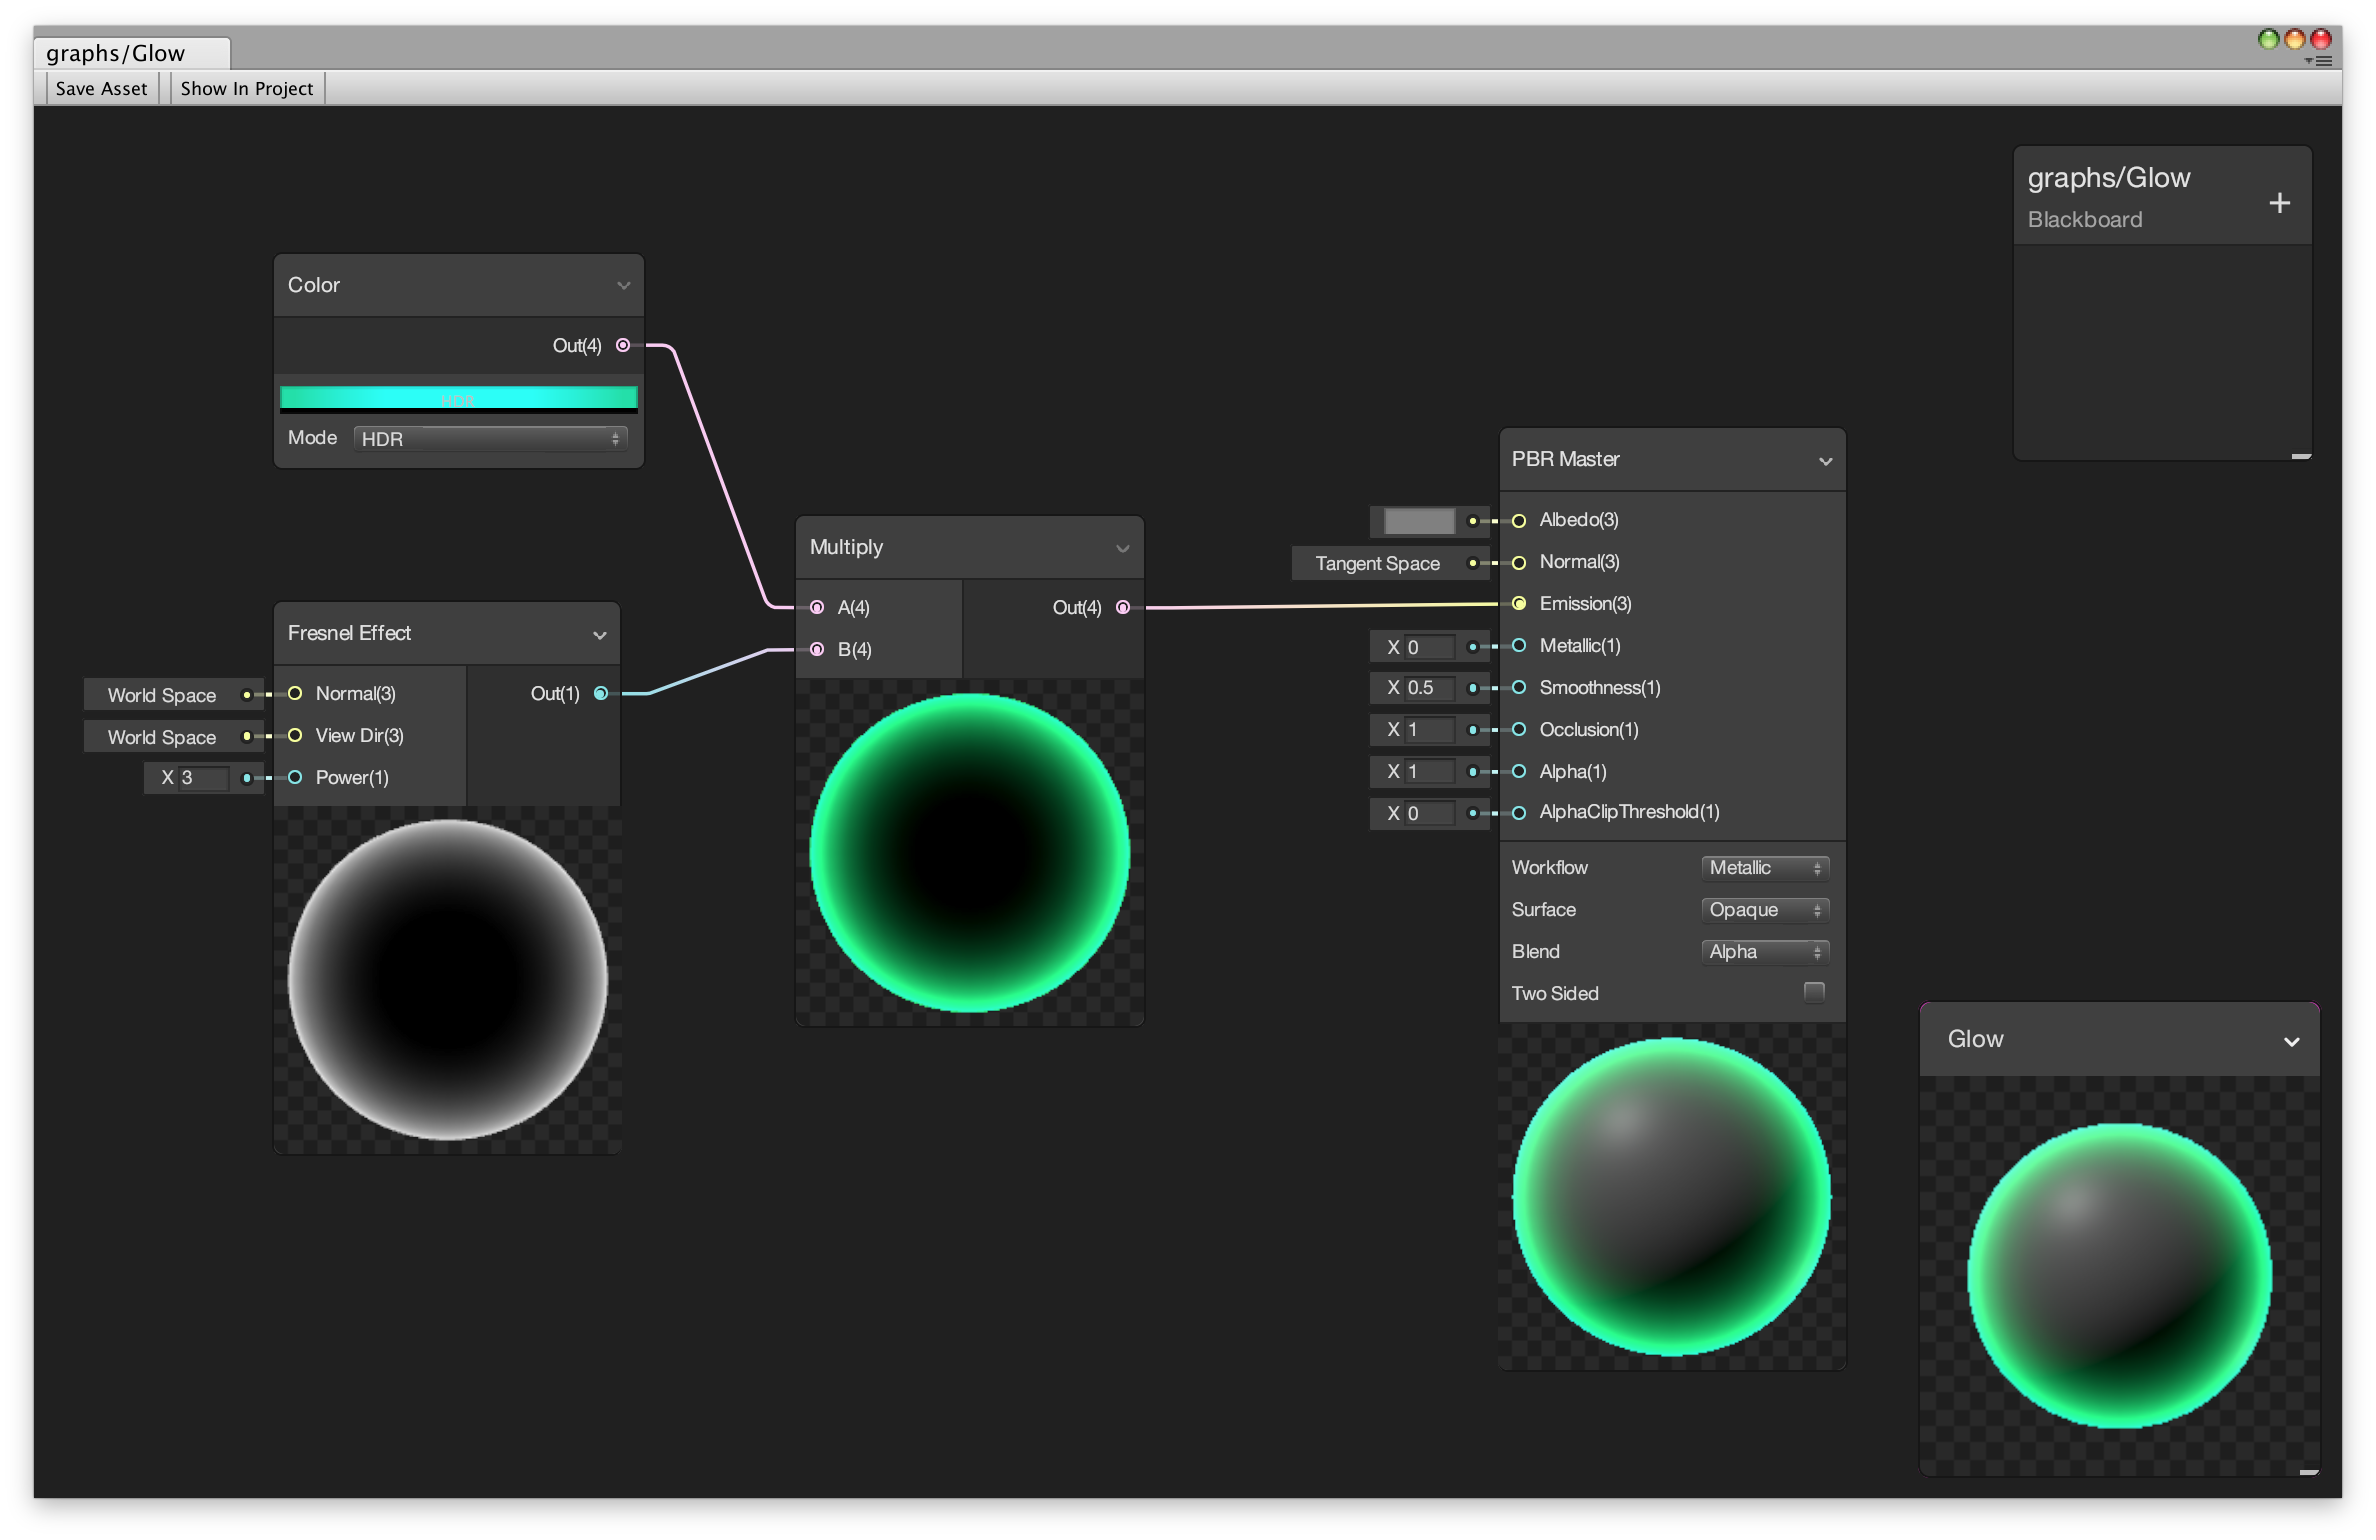 graphs/Glow
Save Asset
Show In Project
graphs/Glow
Blackboard
Color
Out(4)
HDR
Mode HDR
Fresnel Effect
World Space Normal(3) Out(1)
World Space View Dir(3)
X 3 Power(1)
Multiply
A(4) Out(4)
B(4)
PBR Master
Albedo(3)
Tangent Space Normal(3)
Emission(3)
X 0 Metallic(1)
X 0.5 Smoothness(1)
X 1 Occlusion(1)
X 1 Alpha(1)
X 0 AlphaClipThreshold(1)
Workflow Metallic
Surface Opaque
Blend Alpha
Two Sided
Glow